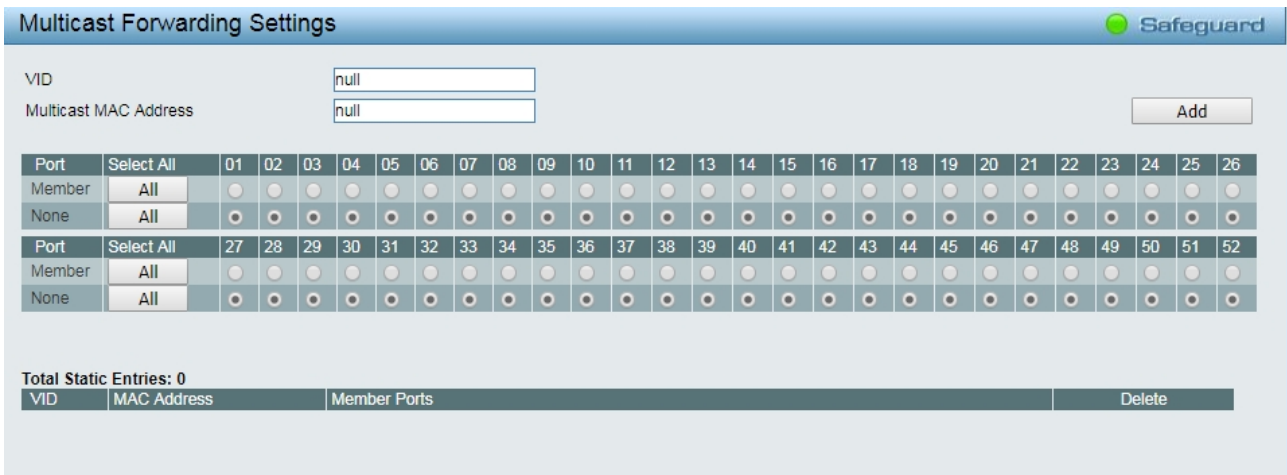 Multicast Forwarding Settings Safeguard
VID null
Multicast MAC Address null Add
Port Select All 01 02 03 04 05 06 07 08 09 10 11 12 13 14 15 16 17 18 19 20 21 22 23 24 25 26
Member All
None All
Port Select All 27 28 29 30 31 32 33 34 35 36 37 38 39 40 41 42 43 44 45 46 47 48 49 50 51 52
Member All
None All
Total Static Entries: 0
VID MAC Address Member Ports Delete